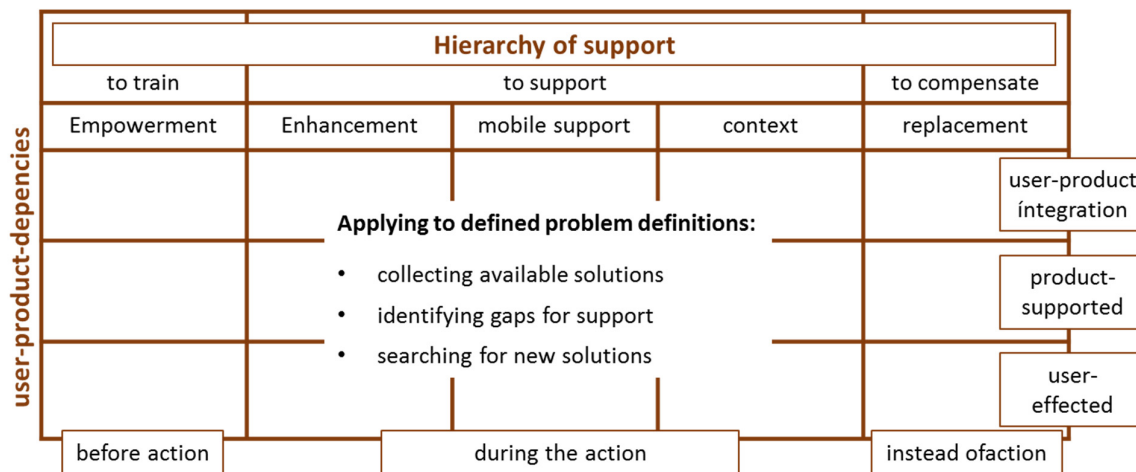 Hierarchy of support
to train
to support
to compensate
Empowerment
Enhancement
mobile support
context
replacement
user-product-depencies
user-product
íntegration
Applying to defined problem definitions:
• collecting available solutions
• identifying gaps for support
• searching for new solutions
product-
supported
user-
effected
before action
during the action
instead ofaction